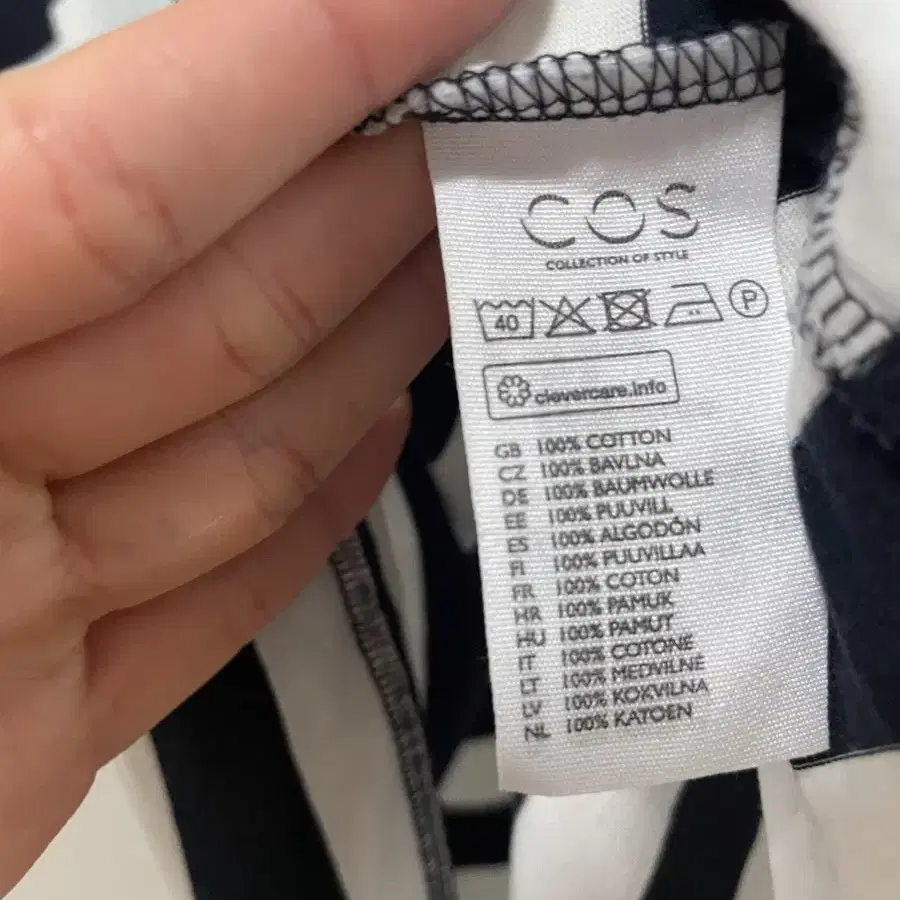 COS
COLLECTION OF STYLE
40 P
clevercare.info
GB 100% COTTON
CZ 100% BAVLNA
DE 100% BAUMWOLLE
EE 100% PUUVILL
ES 100% ALGODÓN
FI 100% PUUVILLAA
FR 100% COTON
HR 100% PAMUK
HU 100% PAMUT
IT 100% COTONE
LT 100% MEDVILNĖ
LV 100% KOKVILNA
NL 100% KATOEN